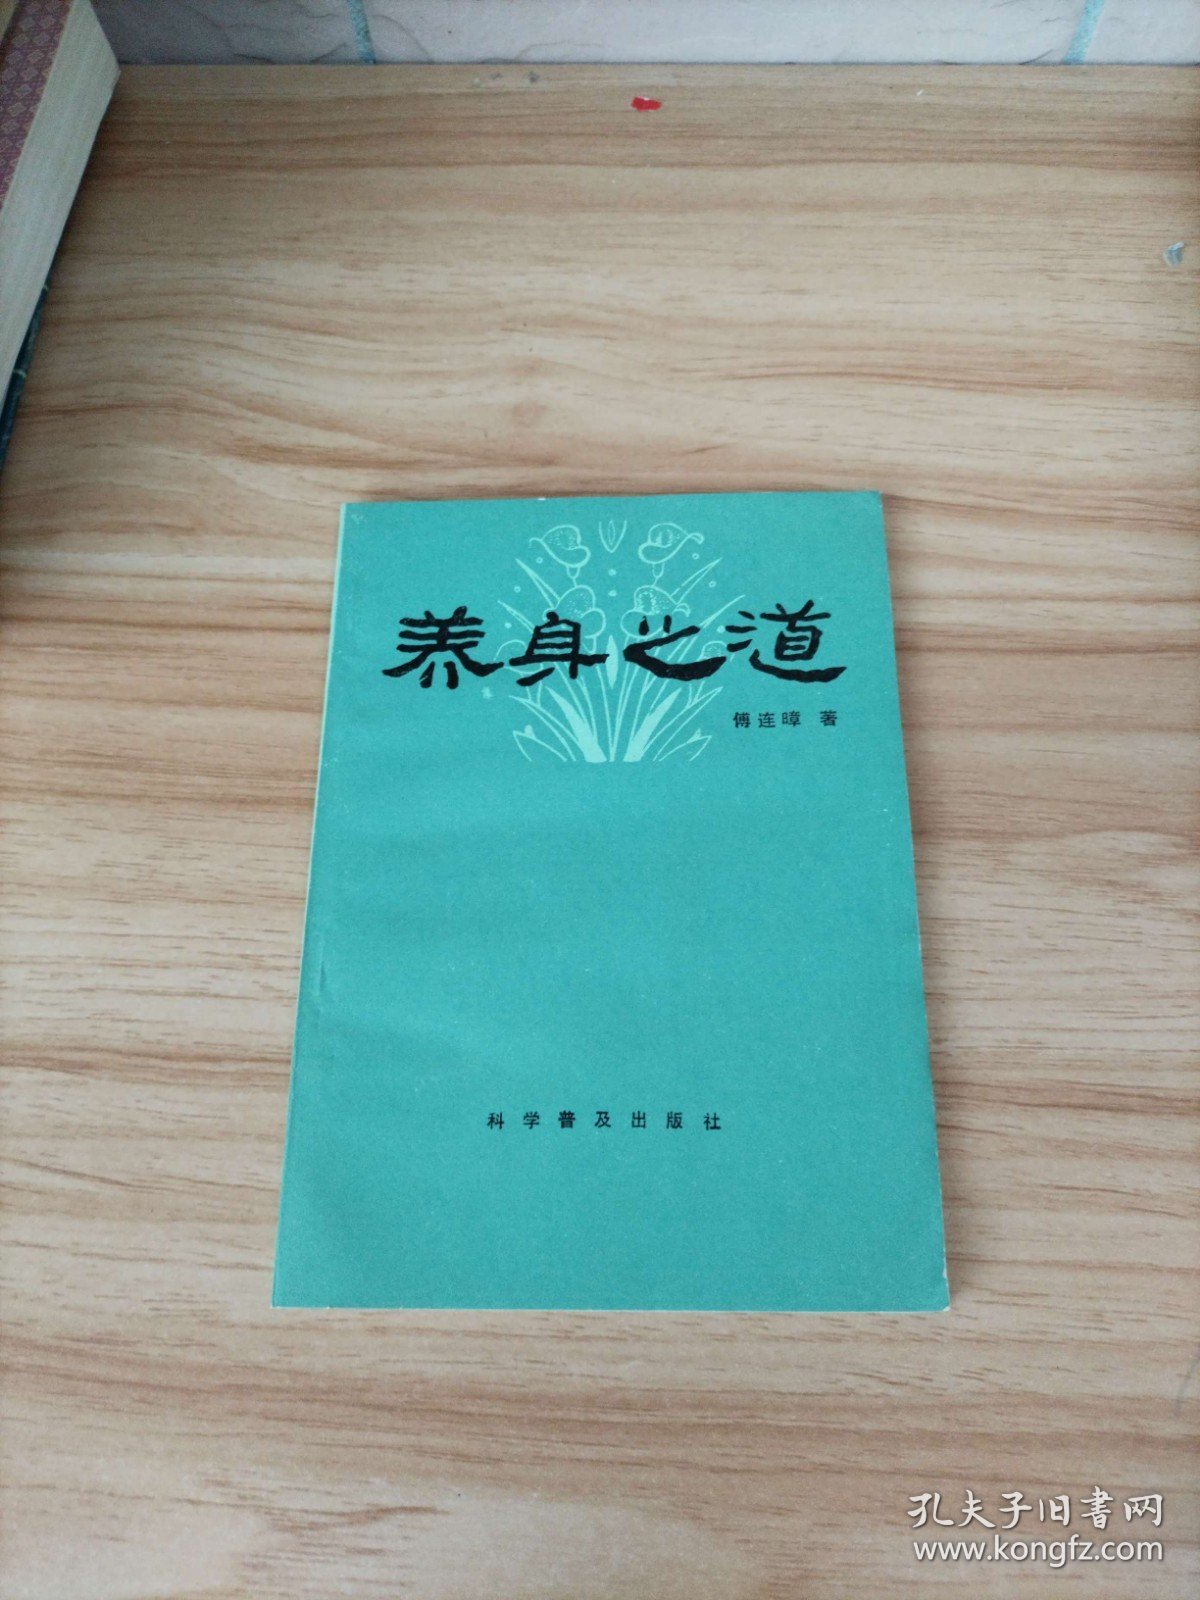 养身之道
傅连暲 著
科学普及出版社
孔夫子旧书网
www.kongfz.com